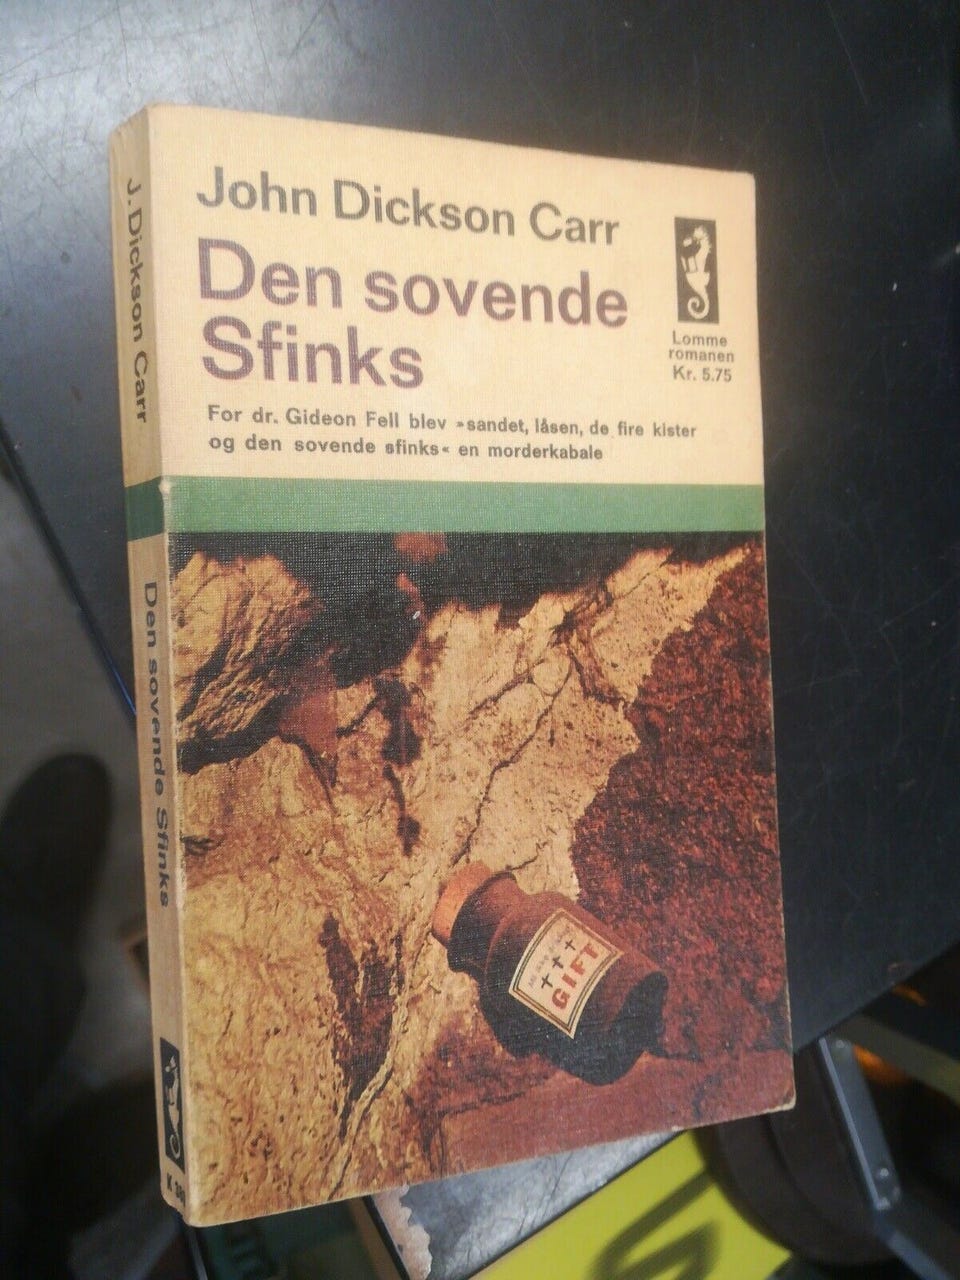 John Dickson Carr
Den sovende
Sfinks
Lomme
romanen
Kr. 5.75
For dr. Gideon Fell blev »sandet, låsen, de fire kister
og den sovende sfinks« en morderkabale
+++
GIFT
J. Dickson Carr
Den sovende Sfinks
K